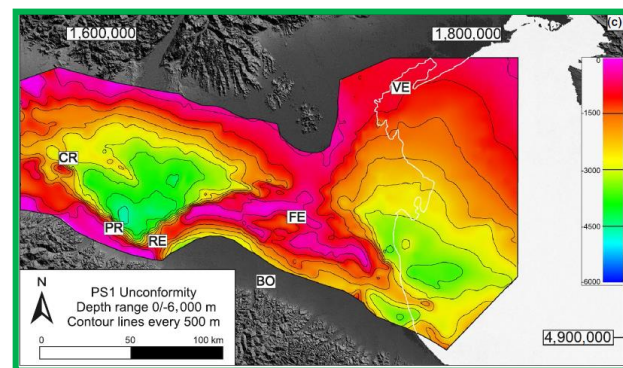 1,600,000
1,800,000
(c)
0
VE
-1500
CR
-3000
FE
PR
RE
-4500
BO
-6000
N
PS1 Unconformity
Depth range 0/-6,000 m
Contour lines every 500 m
0 50 100 km
4,900,000